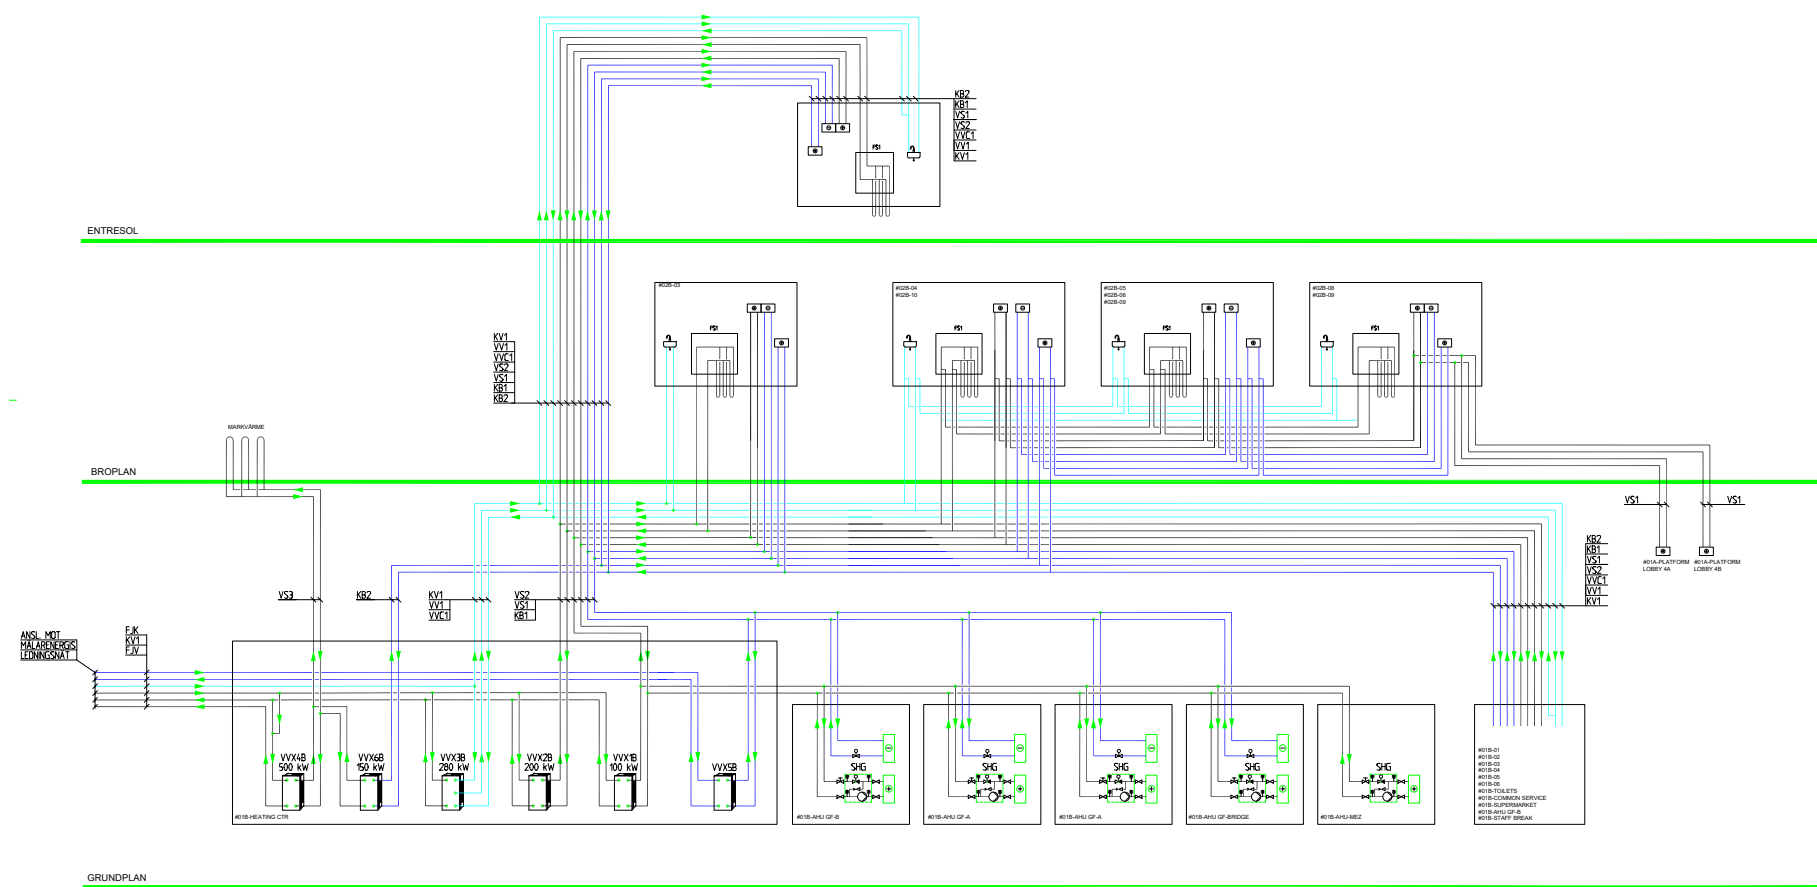 KB2
KB1
VS1
VS2
VVC1
VV1
KV1
FS1
ENTRESOL
#02B-03
FS1
#02B-04
#02B-10
FS1
#02B-05
#02B-06
#02B-09
FS1
#02B-08
#02B-09
FS1
KV1
VV1
VVC1
VS2
VS1
KB1
KB2
MARKVÄRME
BROPLAN
VS1
VS1
#01A-PLATFORM
LOBBY 4A
#01A-PLATFORM
LOBBY 4B
KB2
KB1
VS1
VS2
VVC1
VV1
KV1
VS3
KB2
KV1
VV1
VVC1
VS2
VS1
KB1
ANSL. MOT
MÄLARENERGIS
LEDNINGSNÄT
FJK
KV1
FJV
VVX4B
500 kW
VVX6B
150 kW
VVX3B
280 kW
VVX2B
200 kW
VVX1B
100 kW
VVX5B
#01B-HEATING CTR
SHG
#01B-AHU GF-B
SHG
#01B-AHU GF-A
SHG
#01B-AHU GF-A
SHG
#01B-AHU GF-BRIDGE
SHG
#01B-AHU-MEZ
#01B-01
#01B-02
#01B-03
#01B-04
#01B-05
#01B-06
#01B-TOILETS
#01B-COMMON SERVICE
#01B-SUPERMARKET
#01B-AHU GF-B
#01B-STAFF BREAK
GRUNDPLAN